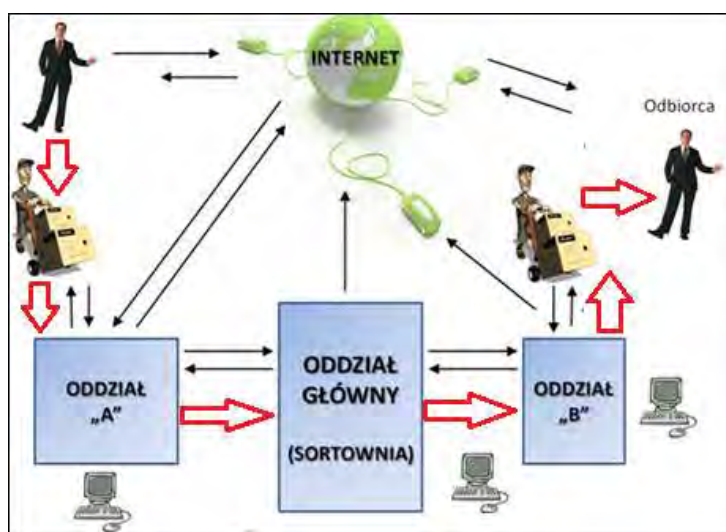 INTERNET
Odbiorca
ODDZIAŁ
„A”
ODDZIAŁ
GŁÓWNY
(SORTOWNIA)
ODDZIAŁ
„B”